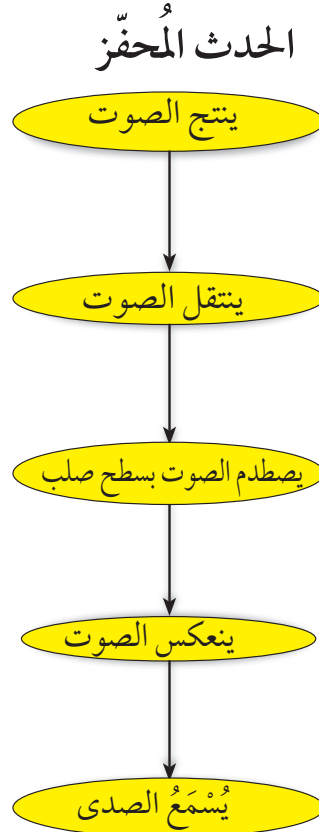 الحدث المُحفّز
ينتج الصوت
ينتقل الصوت
يصطدم الصوت بسطح صلب
ينعكس الصوت
يُسْمَعُ الصدى